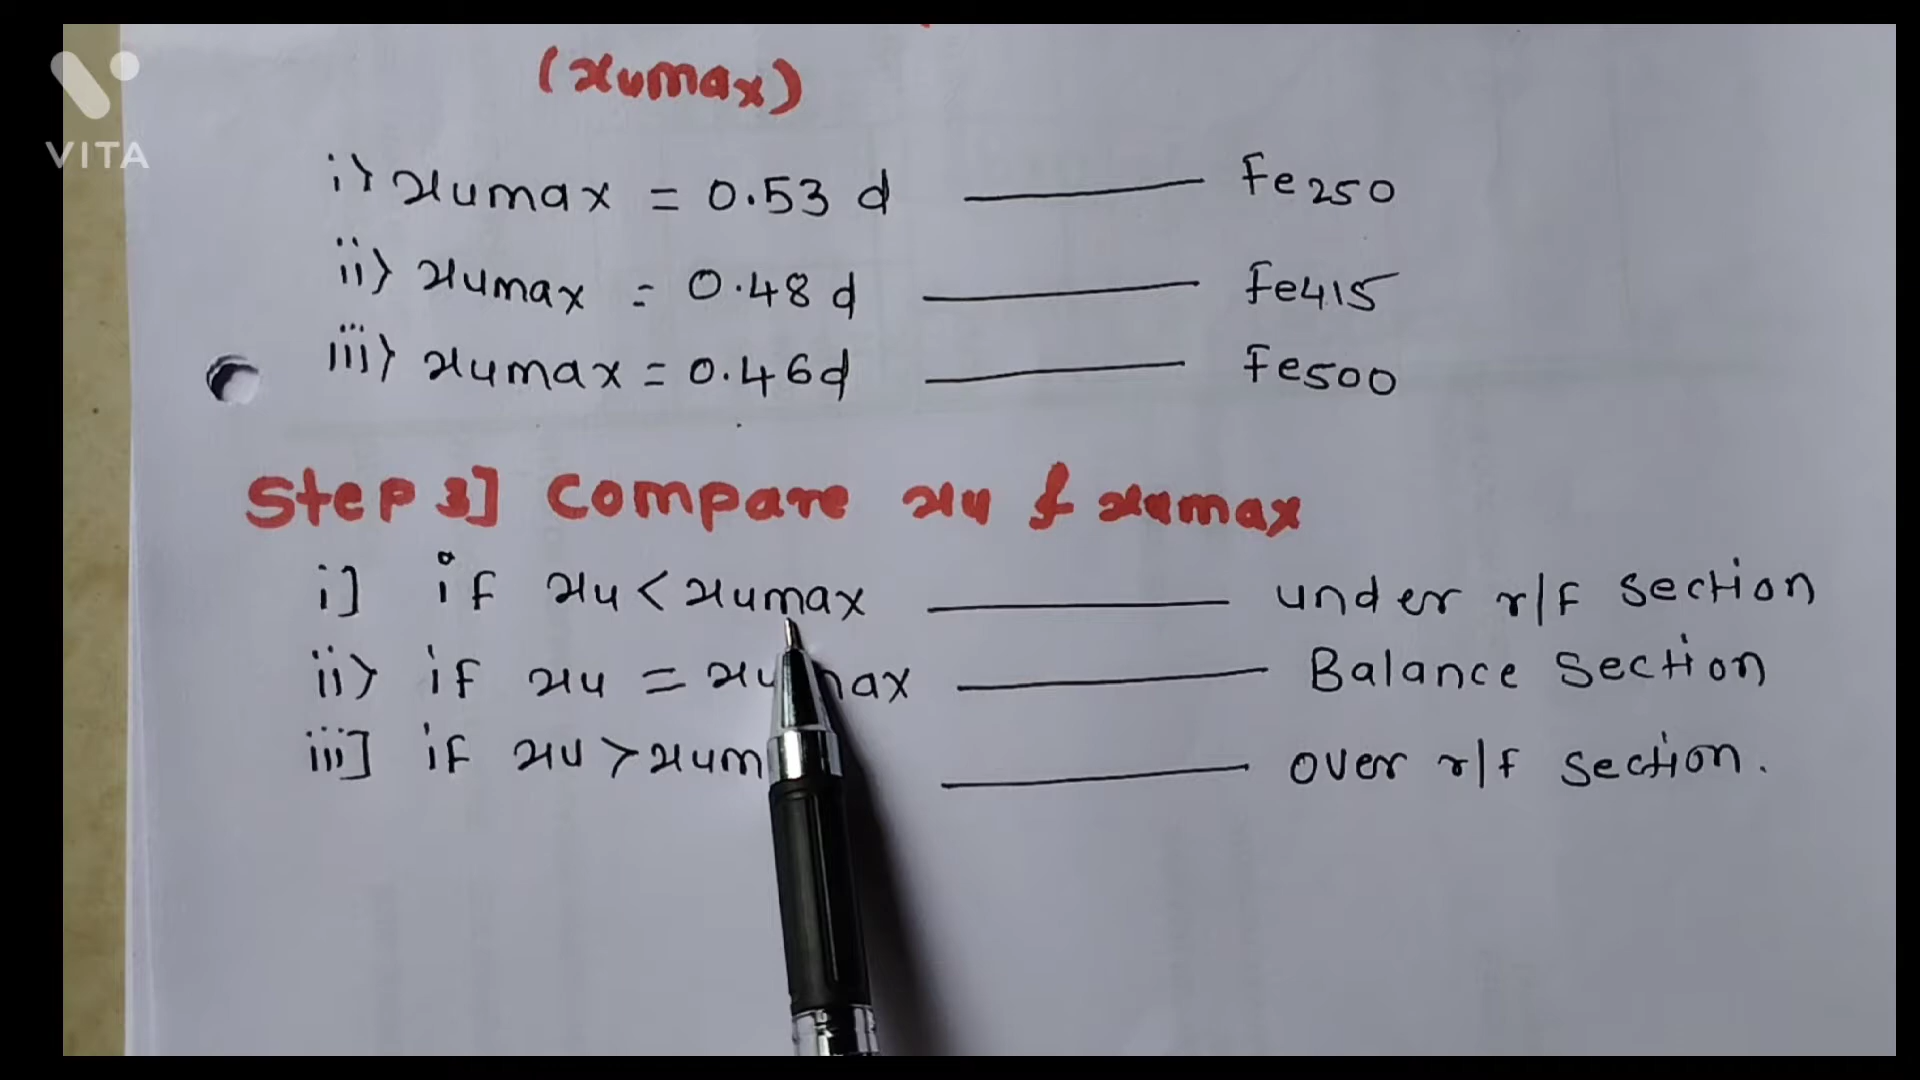 VITA
(xumax)
i) xumax = 0.53 d —— Fe250
ii) xumax = 0.48 d —— Fe415
iii) xumax = 0.46d —— Fe500
Step 3] Compare xu & xumax
i] if xu < xumax —— under r/f section
ii) if xu = xumax —— Balance section
iii] if xu > xum —— over r/f section.